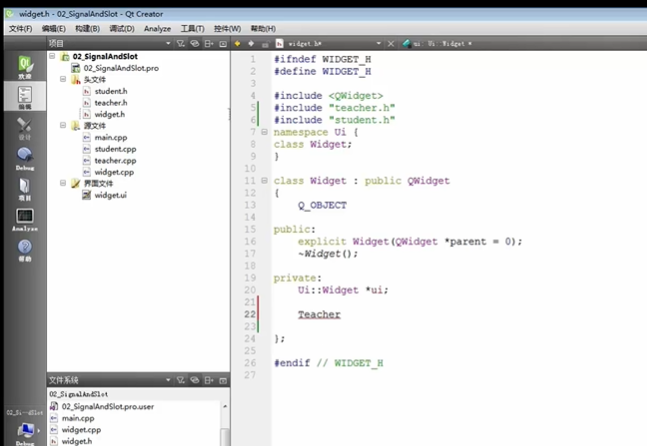 widget.h - 02_SignalAndSlot - Qt Creator
文件(F) 编辑(E) 构建(B) 调试(D) Analyze 工具(T) 控件(W) 帮助(H)
项目
widget.h*
Ui: Ui::Widget
欢迎
编辑
设计
Debug
项目
Analyze
帮助
02_SignalAndSlot
02_SignalAndSlot.pro
头文件
student.h
teacher.h
widget.h
源文件
main.cpp
student.cpp
teacher.cpp
widget.cpp
界面文件
widget.ui
1 #ifndef WIDGET_H
2 #define WIDGET_H
3
4 #include <QWidget>
5 #include "teacher.h"
6 #include "student.h"
7 namespace Ui {
8 class Widget;
9 }
10
11 class Widget : public QWidget
12 {
13 Q_OBJECT
14
15 public:
16 explicit Widget(QWidget *parent = 0);
17 ~Widget();
18
19 private:
20 Ui::Widget *ui;
21
22 Teacher
23
24 };
25
26 #endif // WIDGET_H
27
文件系统
02_SignalAndSlot
02_SignalAndSlot.pro.user
main.cpp
widget.cpp
widget.h
02_Si···dSlot
Debug